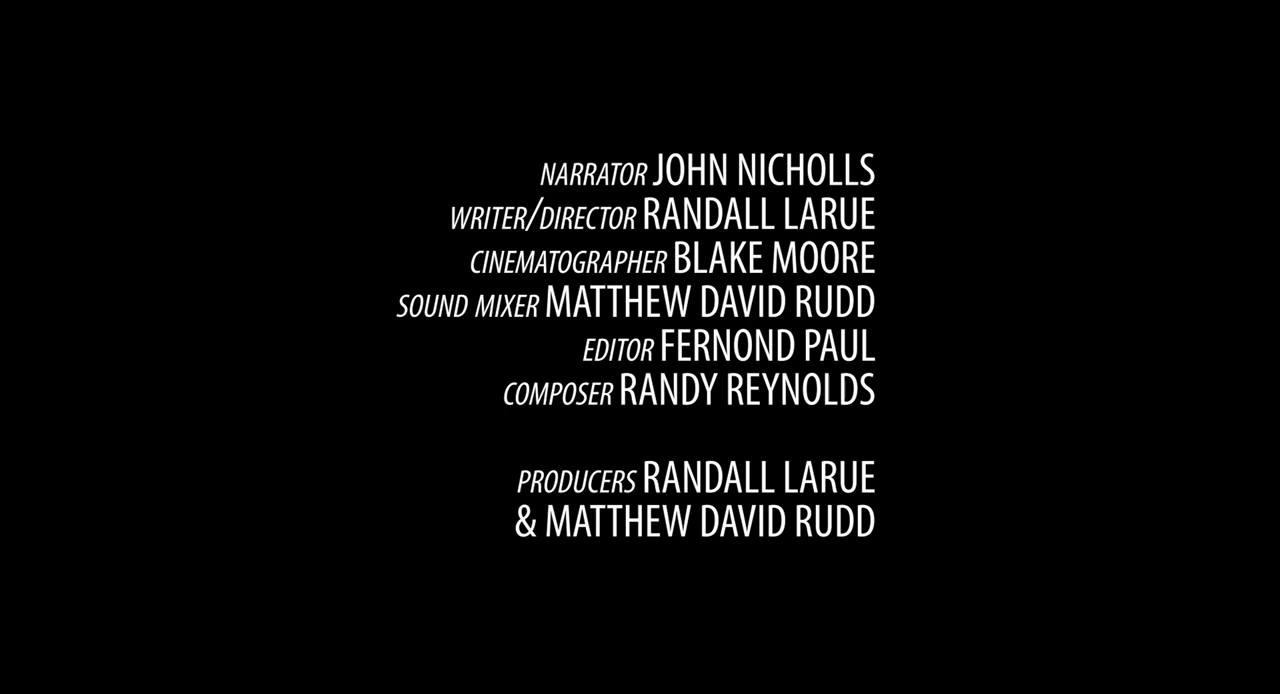 NARRATOR JOHN NICHOLLS
WRITER/DIRECTOR RANDALL LARUE
CINEMATOGRAPHER BLAKE MOORE
SOUND MIXER MATTHEW DAVID RUDD
EDITOR FERNOND PAUL
COMPOSER RANDY REYNOLDS
PRODUCERS RANDALL LARUE
& MATTHEW DAVID RUDD